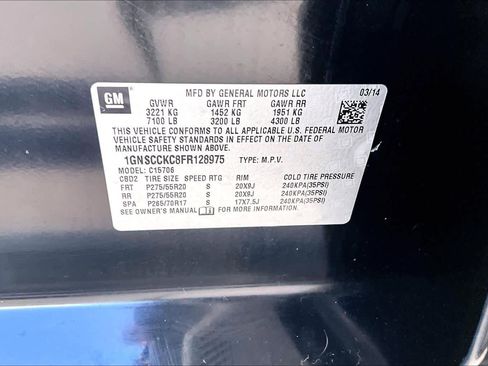 GM MFD BY GENERAL MOTORS LLC 03/14
GVWR GAWR FRT GAWR RR
3221 KG 1452 KG 1951 KG
7100 LB 3200 LB 4300 LB
THIS VEHICLE CONFORMS TO ALL APPLICABLE U.S. FEDERAL MOTOR
VEHICLE SAFETY STANDARDS IN EFFECT ON THE DATE OF
MANUFACTURE SHOWN ABOVE.
1GNSCCKC8FR128975 TYPE: M.P.V.
MODEL: C15706
CBD2 TIRE SIZE SPEED RTG RIM COLD TIRE PRESSURE
FRT P275/55R20 S 20X9J 240KPA(35PSI)
RR P275/55R20 S 20X9J 240KPA(35PSI)
SPA P265/70R17 S 17X7.5J 240KPA(35PSI)
SEE OWNER'S MANUAL FOR MORE INFORMATION.